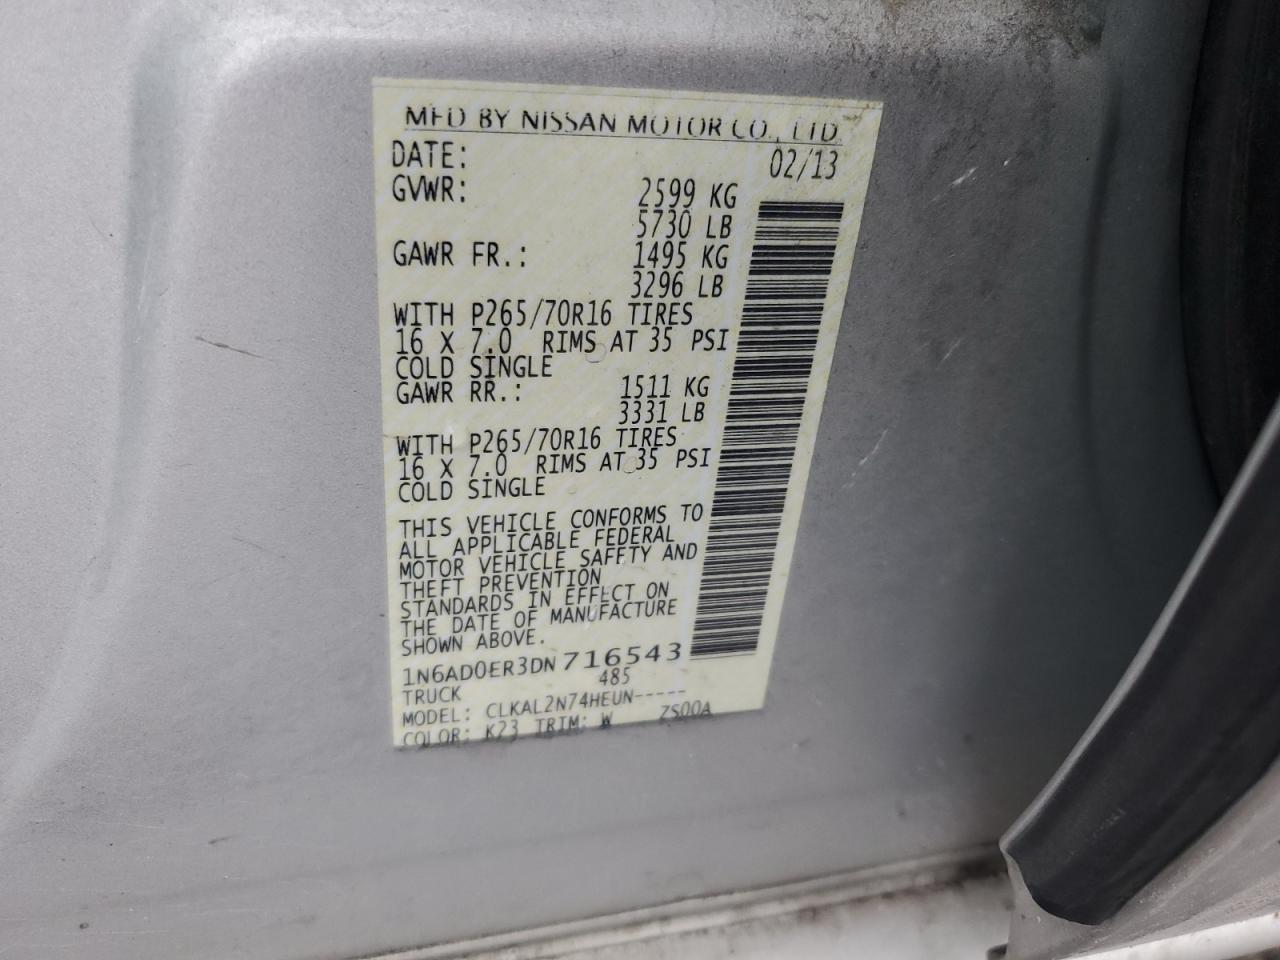 MFD BY NISSAN MOTOR CO., LTD.
DATE: 02/13
GVWR: 2599 KG
5730 LB
GAWR FR.: 1495 KG
3296 LB
WITH P265/70R16 TIRES
16 X 7.0 RIMS AT 35 PSI
COLD SINGLE
GAWR RR.: 1511 KG
3331 LB
WITH P265/70R16 TIRES
16 X 7.0 RIMS AT 35 PSI
COLD SINGLE
THIS VEHICLE CONFORMS TO
ALL APPLICABLE FEDERAL
MOTOR VEHICLE SAFETY AND
THEFT PREVENTION
STANDARDS IN EFFECT ON
THE DATE OF MANUFACTURE
SHOWN ABOVE.
1N6AD0ER3DN716543
TRUCK 485
MODEL: CLKAL2N74HEUN-----
COLOR: K23 TRIM: W ZS00A